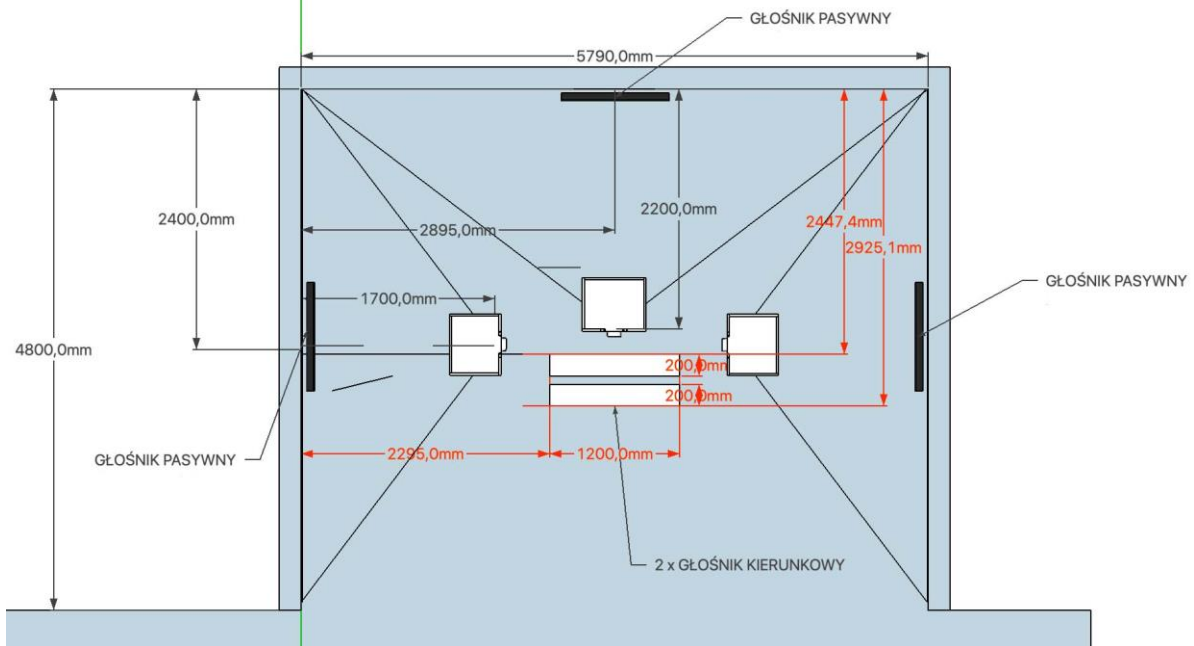 GŁOŚNIK PASYWNY
5790,0mm
2400,0mm
2200,0mm
2447,4mm
2895,0mm
2925,1mm
GŁOŚNIK PASYWNY
1700,0mm
4800,0mm
200,0mm
200,0mm
GŁOŚNIK PASYWNY
2295,0mm
1200,0mm
2 x GŁOŚNIK KIERUNKOWY